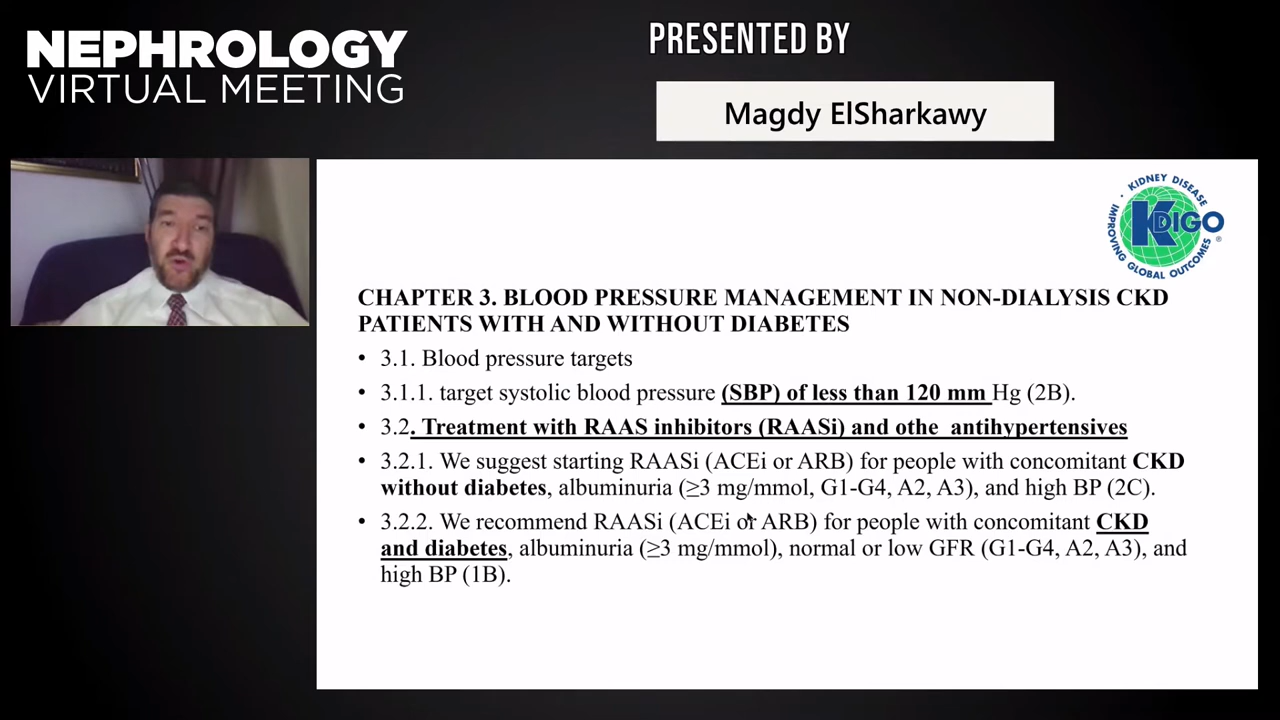 NEPHROLOGY
VIRTUAL MEETING
PRESENTED BY
Magdy ElSharkawy
KIDNEY DISEASE
IMPROVING GLOBAL OUTCOMES
KDIGO
®
CHAPTER 3. BLOOD PRESSURE MANAGEMENT IN NON-DIALYSIS CKD
PATIENTS WITH AND WITHOUT DIABETES
• 3.1. Blood pressure targets
• 3.1.1. target systolic blood pressure (SBP) of less than 120 mm Hg (2B).
• 3.2. Treatment with RAAS inhibitors (RAASi) and othe antihypertensives
• 3.2.1. We suggest starting RAASi (ACEi or ARB) for people with concomitant CKD
without diabetes, albuminuria (≥3 mg/mmol, G1-G4, A2, A3), and high BP (2C).
• 3.2.2. We recommend RAASi (ACEi or ARB) for people with concomitant CKD
and diabetes, albuminuria (≥3 mg/mmol), normal or low GFR (G1-G4, A2, A3), and
high BP (1B).